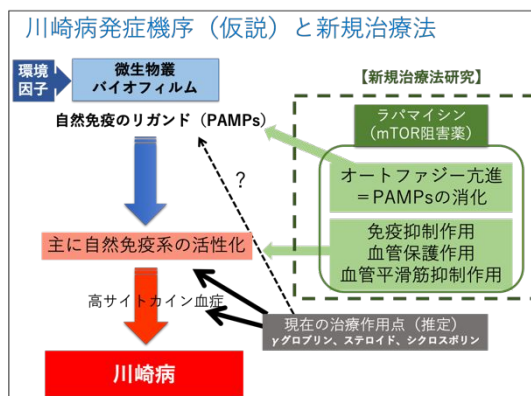 川崎病発症機序（仮説）と新規治療法
環境
因子
微生物叢
バイオフィルム
自然免疫のリガンド（PAMPs）
?
主に自然免疫系の活性化
高サイトカイン血症
川崎病
【新規治療法研究】
ラパマイシン
（mTOR阻害薬）
オートファジー亢進
＝PAMPsの消化
免疫抑制作用
血管保護作用
血管平滑筋抑制作用
現在の治療作用点（推定）
γグロブリン、ステロイド、シクロスポリン